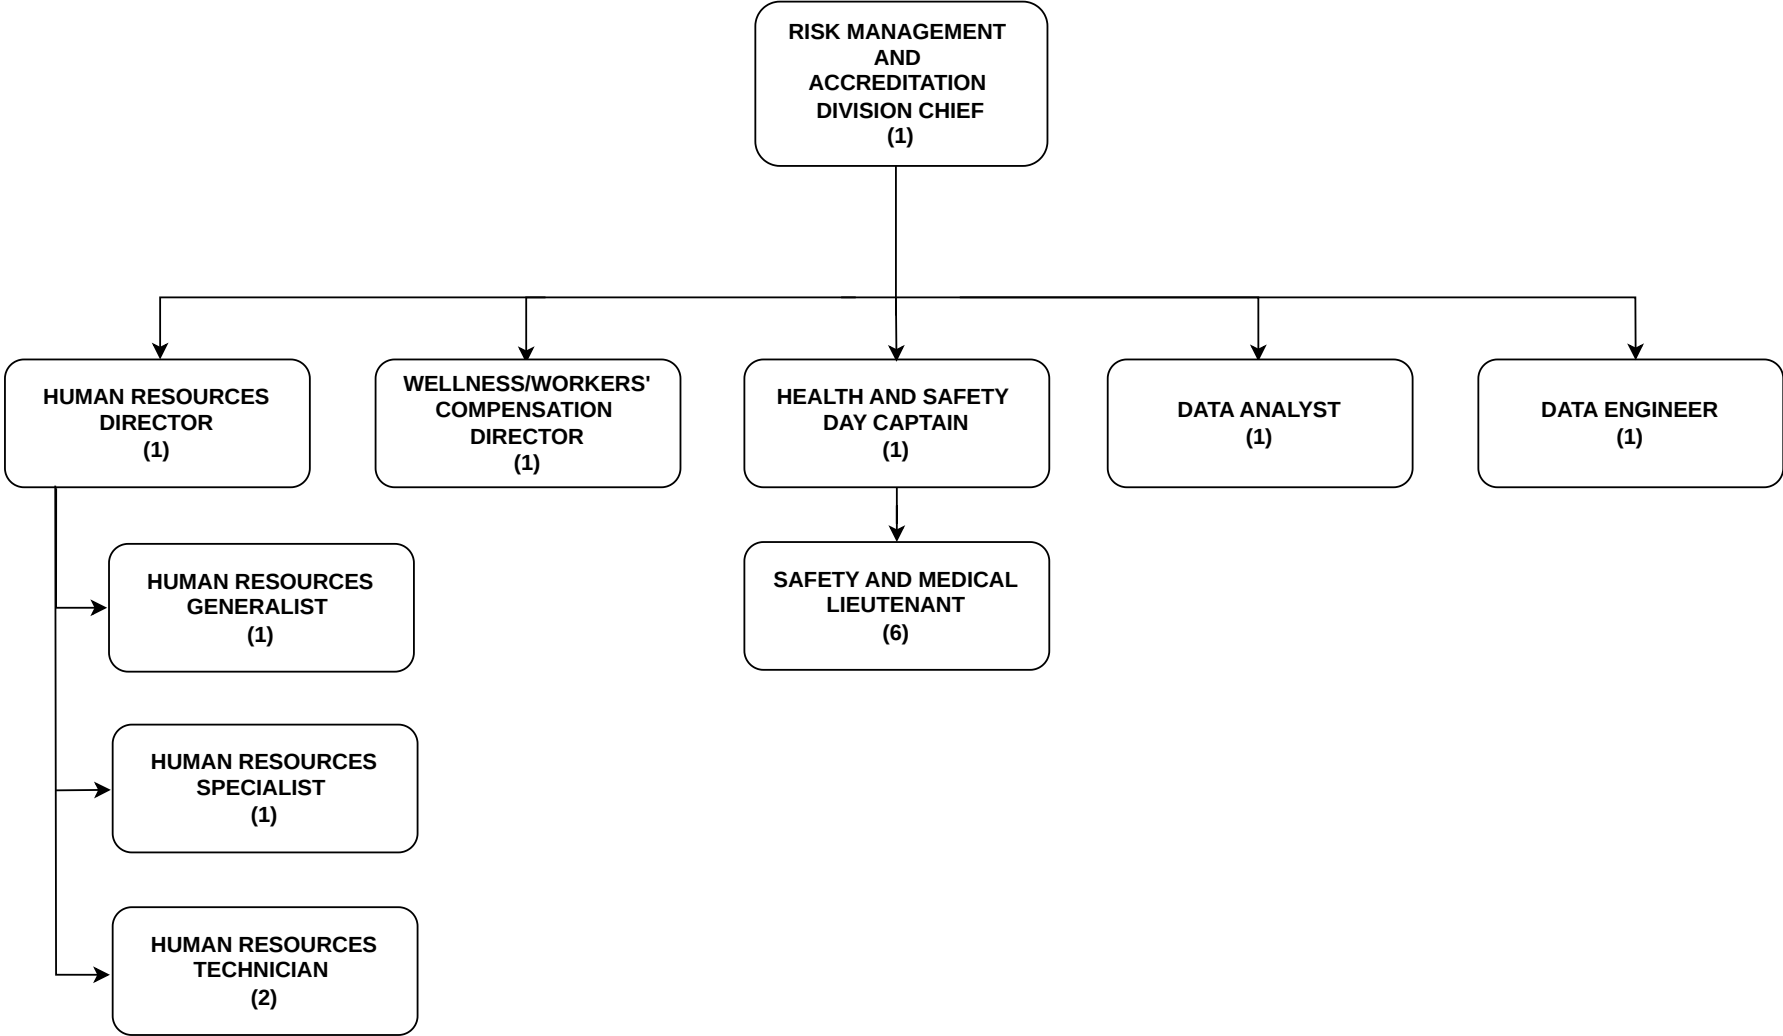 RISK MANAGEMENT
AND
ACCREDITATION
DIVISION CHIEF
(1)
HUMAN RESOURCES
DIRECTOR
(1)
WELLNESS/WORKERS'
COMPENSATION
DIRECTOR
(1)
HEALTH AND SAFETY
DAY CAPTAIN
(1)
DATA ANALYST
(1)
DATA ENGINEER
(1)
HUMAN RESOURCES
GENERALIST
(1)
SAFETY AND MEDICAL
LIEUTENANT
(6)
HUMAN RESOURCES
SPECIALIST
(1)
HUMAN RESOURCES
TECHNICIAN
(2)